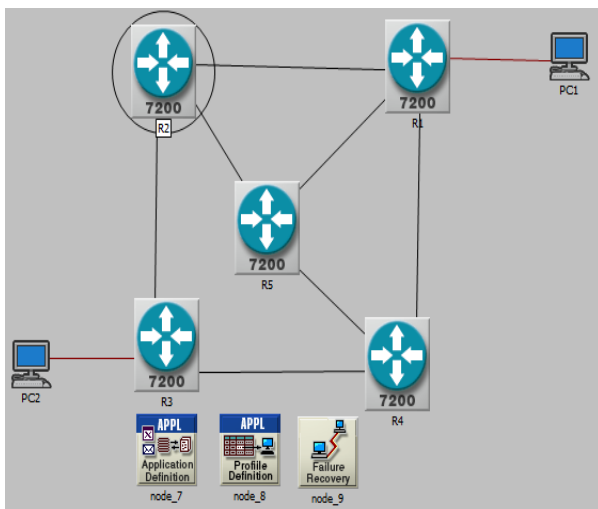 7200
R2
7200
R1
PC1
7200
R5
7200
R3
PC2
7200
R4
APPL
Application
Definition
node_7
APPL
Profile
Definition
node_8
Failure
Recovery
node_9